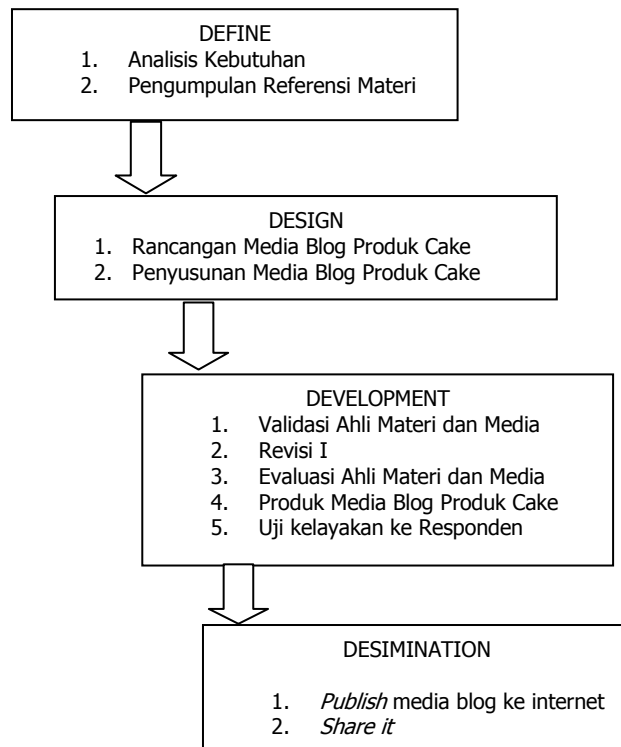 DEFINE
1. Analisis Kebutuhan
2. Pengumpulan Referensi Materi
DESIGN
1. Rancangan Media Blog Produk Cake
2. Penyusunan Media Blog Produk Cake
DEVELOPMENT
1. Validasi Ahli Materi dan Media
2. Revisi I
3. Evaluasi Ahli Materi dan Media
4. Produk Media Blog Produk Cake
5. Uji kelayakan ke Responden
DESIMINATION
1. Publish media blog ke internet
2. Share it